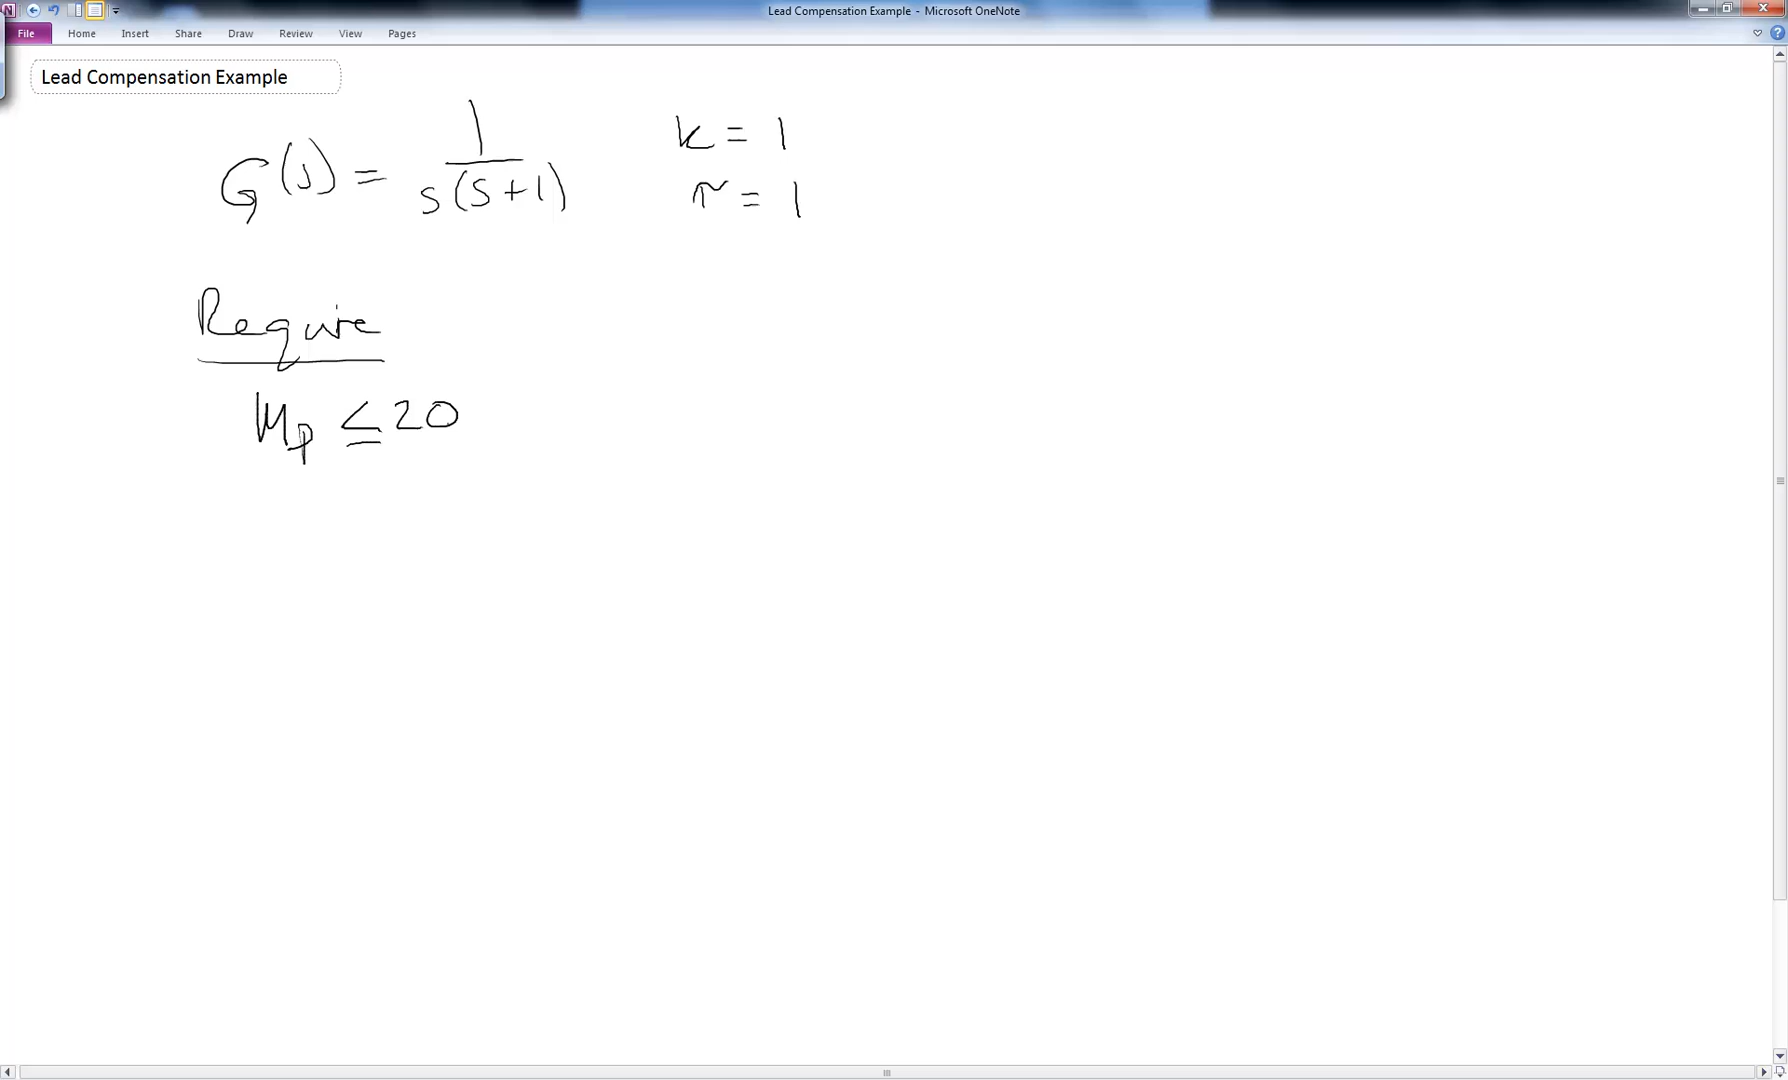 Lead Compensation Example - Microsoft OneNote
File Home Insert Share Draw Review View Pages
Lead Compensation Example
G(s) = 1 / s(s+1)
k = 1
τ = 1
Require
Mp ≤ 20